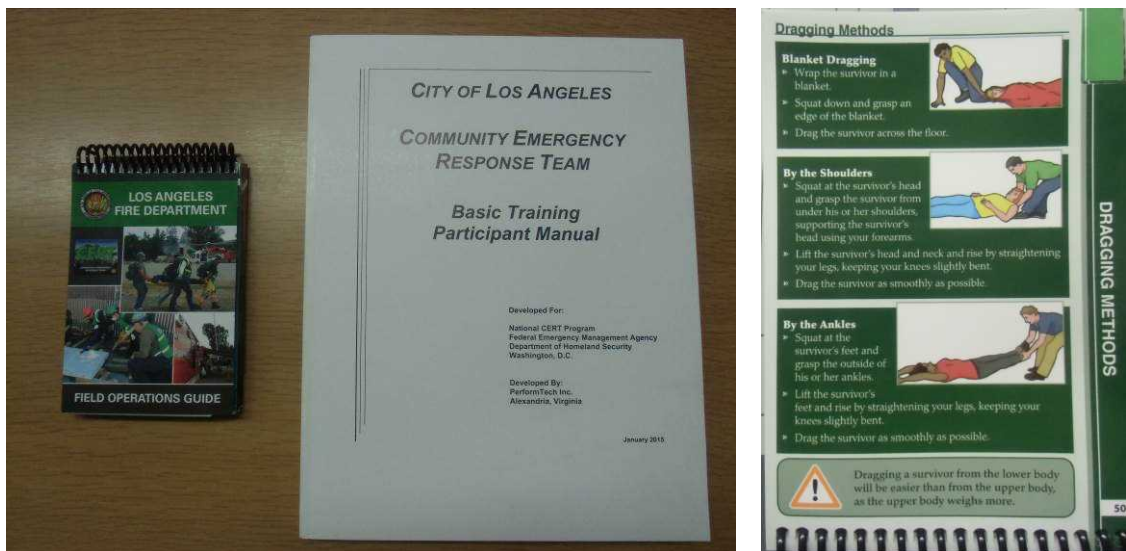 LOS ANGELES
FIRE DEPARTMENT
FIELD OPERATIONS GUIDE
CITY OF LOS ANGELES
COMMUNITY EMERGENCY
RESPONSE TEAM
Basic Training
Participant Manual
Developed For:
National CERT Program
Federal Emergency Management Agency
Department of Homeland Security
Washington, D.C.
Developed By:
PerformTech Inc.
Alexandria, Virginia
January 2015
Dragging Methods
Blanket Dragging
Wrap the survivor in a
blanket.
Squat down and grasp an
edge of the blanket.
Drag the survivor across the floor.
By the Shoulders
Squat at the survivor's head
and grasp the survivor from
under his or her shoulders,
supporting the survivor's
head using your forearms.
Lift the survivor's head and neck and rise by straightening
your legs, keeping your knees slightly bent.
Drag the survivor as smoothly as possible.
By the Ankles
Squat at the
survivor's feet and
grasp the outside of
his or her ankles.
Lift the survivor's
feet and rise by straightening your legs, keeping your
knees slightly bent.
Drag the survivor as smoothly as possible.
!
Dragging a survivor from the lower body
will be easier than from the upper body,
as the upper body weighs more.
DRAGGING METHODS
50